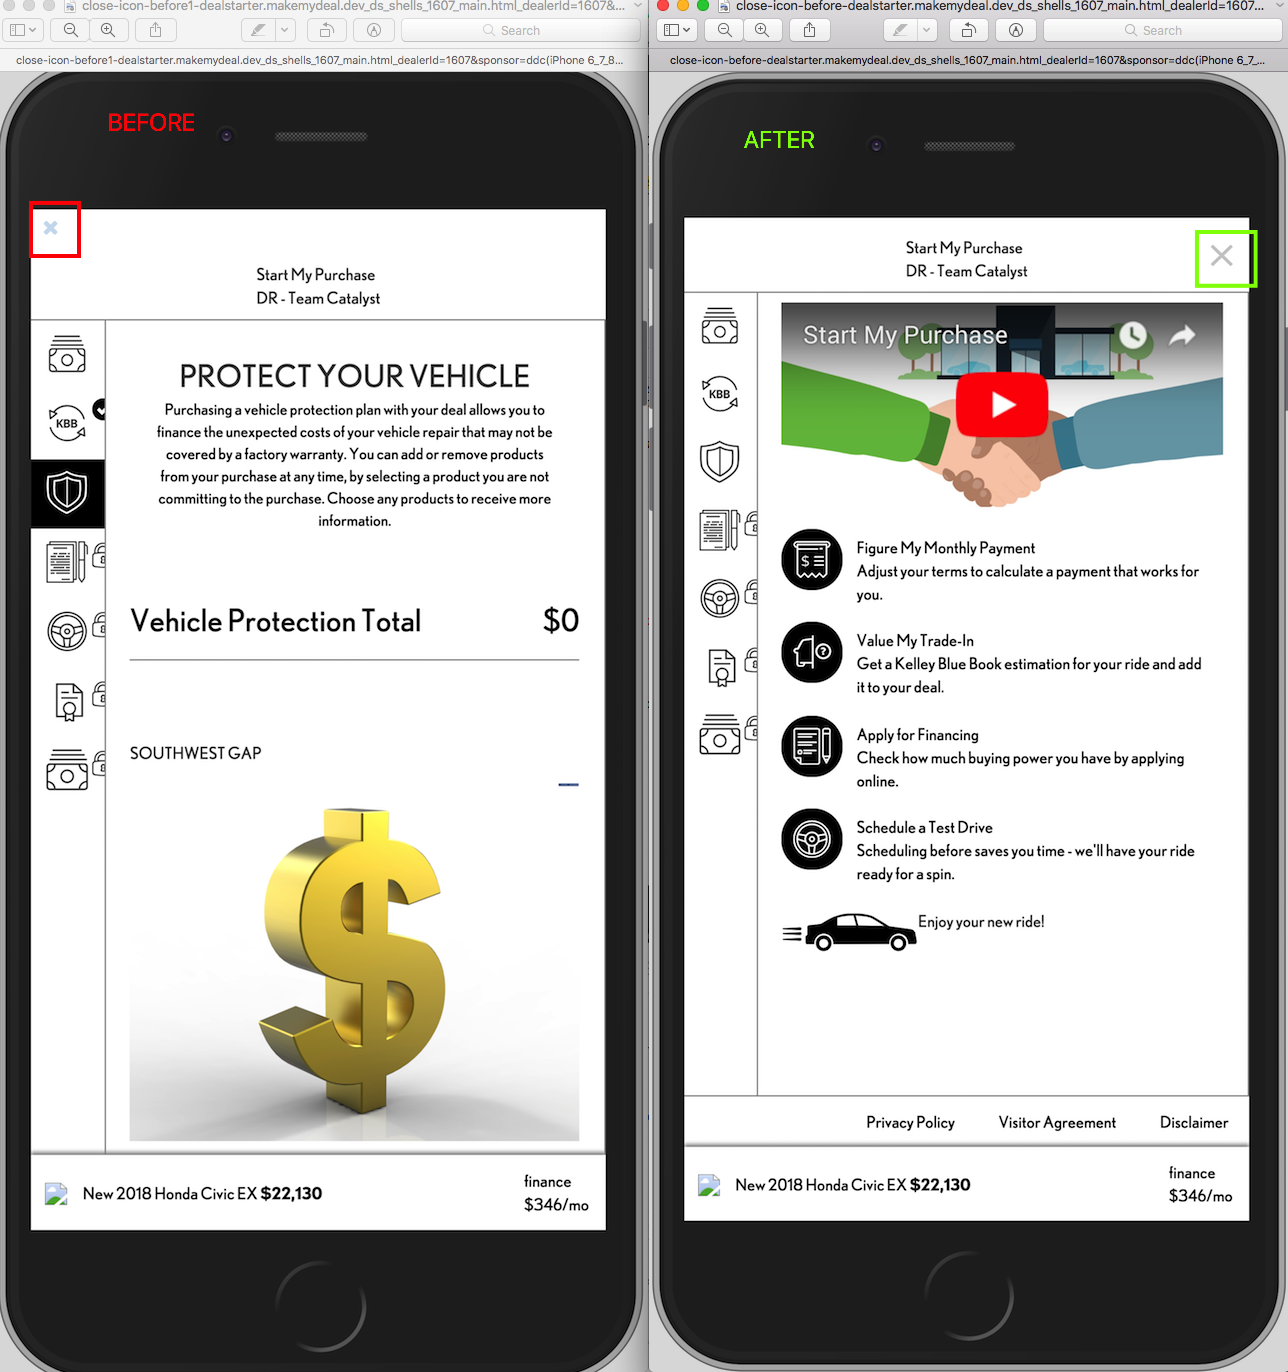 close-icon-before1-dealstarter.makemydeal.dev_ds_shells_1607_main.html_dealerId=1607&...
Search
close-icon-before1-dealstarter.makemydeal.dev_ds_shells_1607_main.html_dealerId=1607&sponsor=ddc(iPhone 6_7_8...
BEFORE
Start My Purchase
DR - Team Catalyst
KBB
PROTECT YOUR VEHICLE
Purchasing a vehicle protection plan with your deal allows you to
finance the unexpected costs of your vehicle repair that may not be
covered by a factory warranty. You can add or remove products
from your purchase at any time, by selecting a product you are not
committing to the purchase. Choose any products to receive more
information.
Vehicle Protection Total $0
SOUTHWEST GAP
New 2018 Honda Civic EX $22,130
finance
$346/mo
close-icon-before-dealstarter.makemydeal.dev_ds_shells_1607_main.html_dealerId=1607...
Search
close-icon-before-dealstarter.makemydeal.dev_ds_shells_1607_main.html_dealerId=1607&sponsor=ddc(iPhone 6_7_...
AFTER
Start My Purchase
DR - Team Catalyst
KBB
Start My Purchase
Figure My Monthly Payment
Adjust your terms to calculate a payment that works for
you.
Value My Trade-In
Get a Kelley Blue Book estimation for your ride and add
it to your deal.
Apply for Financing
Check how much buying power you have by applying
online.
Schedule a Test Drive
Scheduling before saves you time - we'll have your ride
ready for a spin.
Enjoy your new ride!
Privacy Policy Visitor Agreement Disclaimer
New 2018 Honda Civic EX $22,130
finance
$346/mo